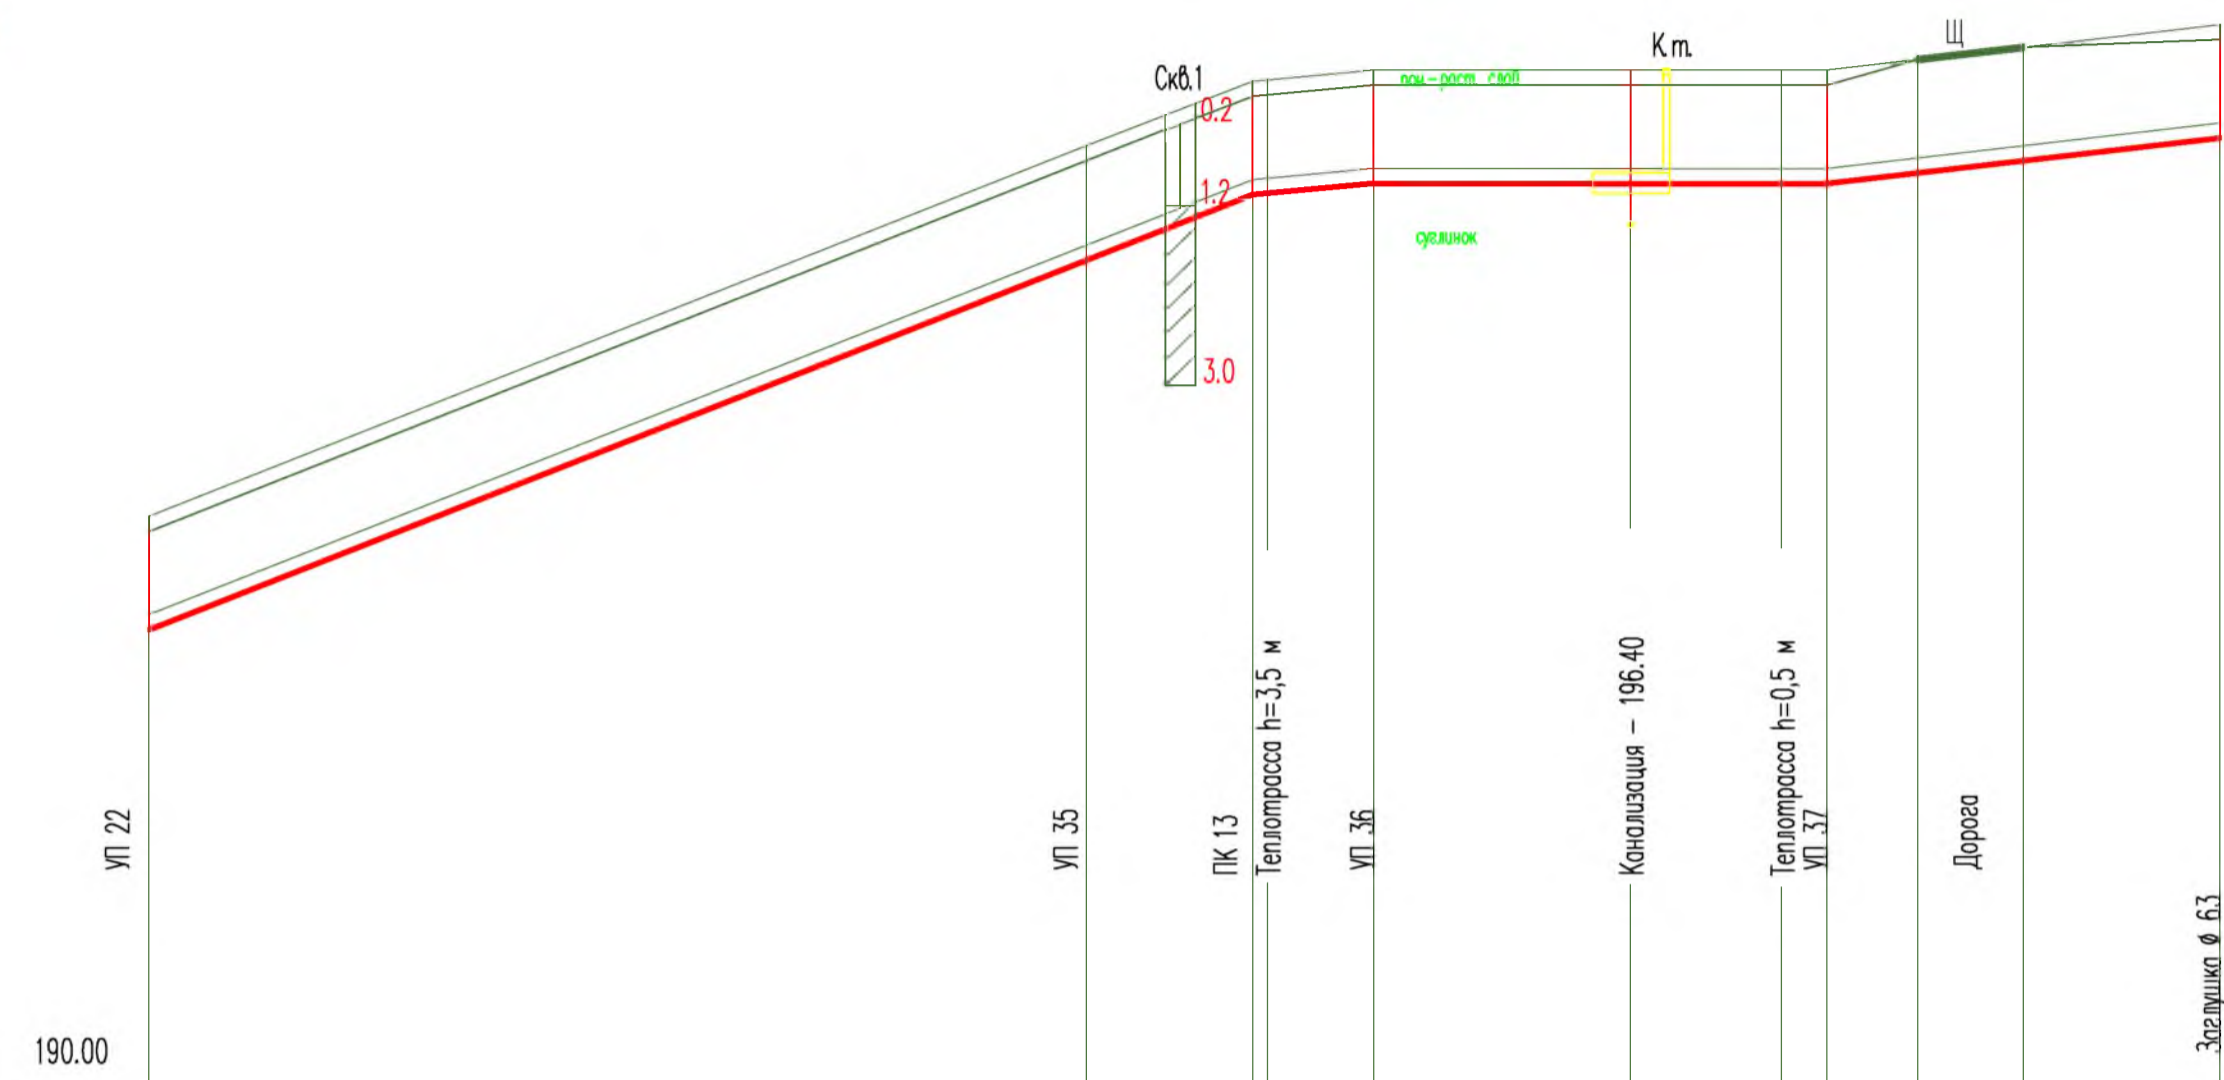 Щ
К.т.
Скв.1
поч-раст. слой
0.2
1.2
суглинок
3.0
УП 22
УП 35
ПК 13
Теплотрасса h=3,5 м
УП 36
Канализация - 196.40
Теплотрасса h=0,5 м
УП 37
Дорога
Заглушка ф 63
190.00